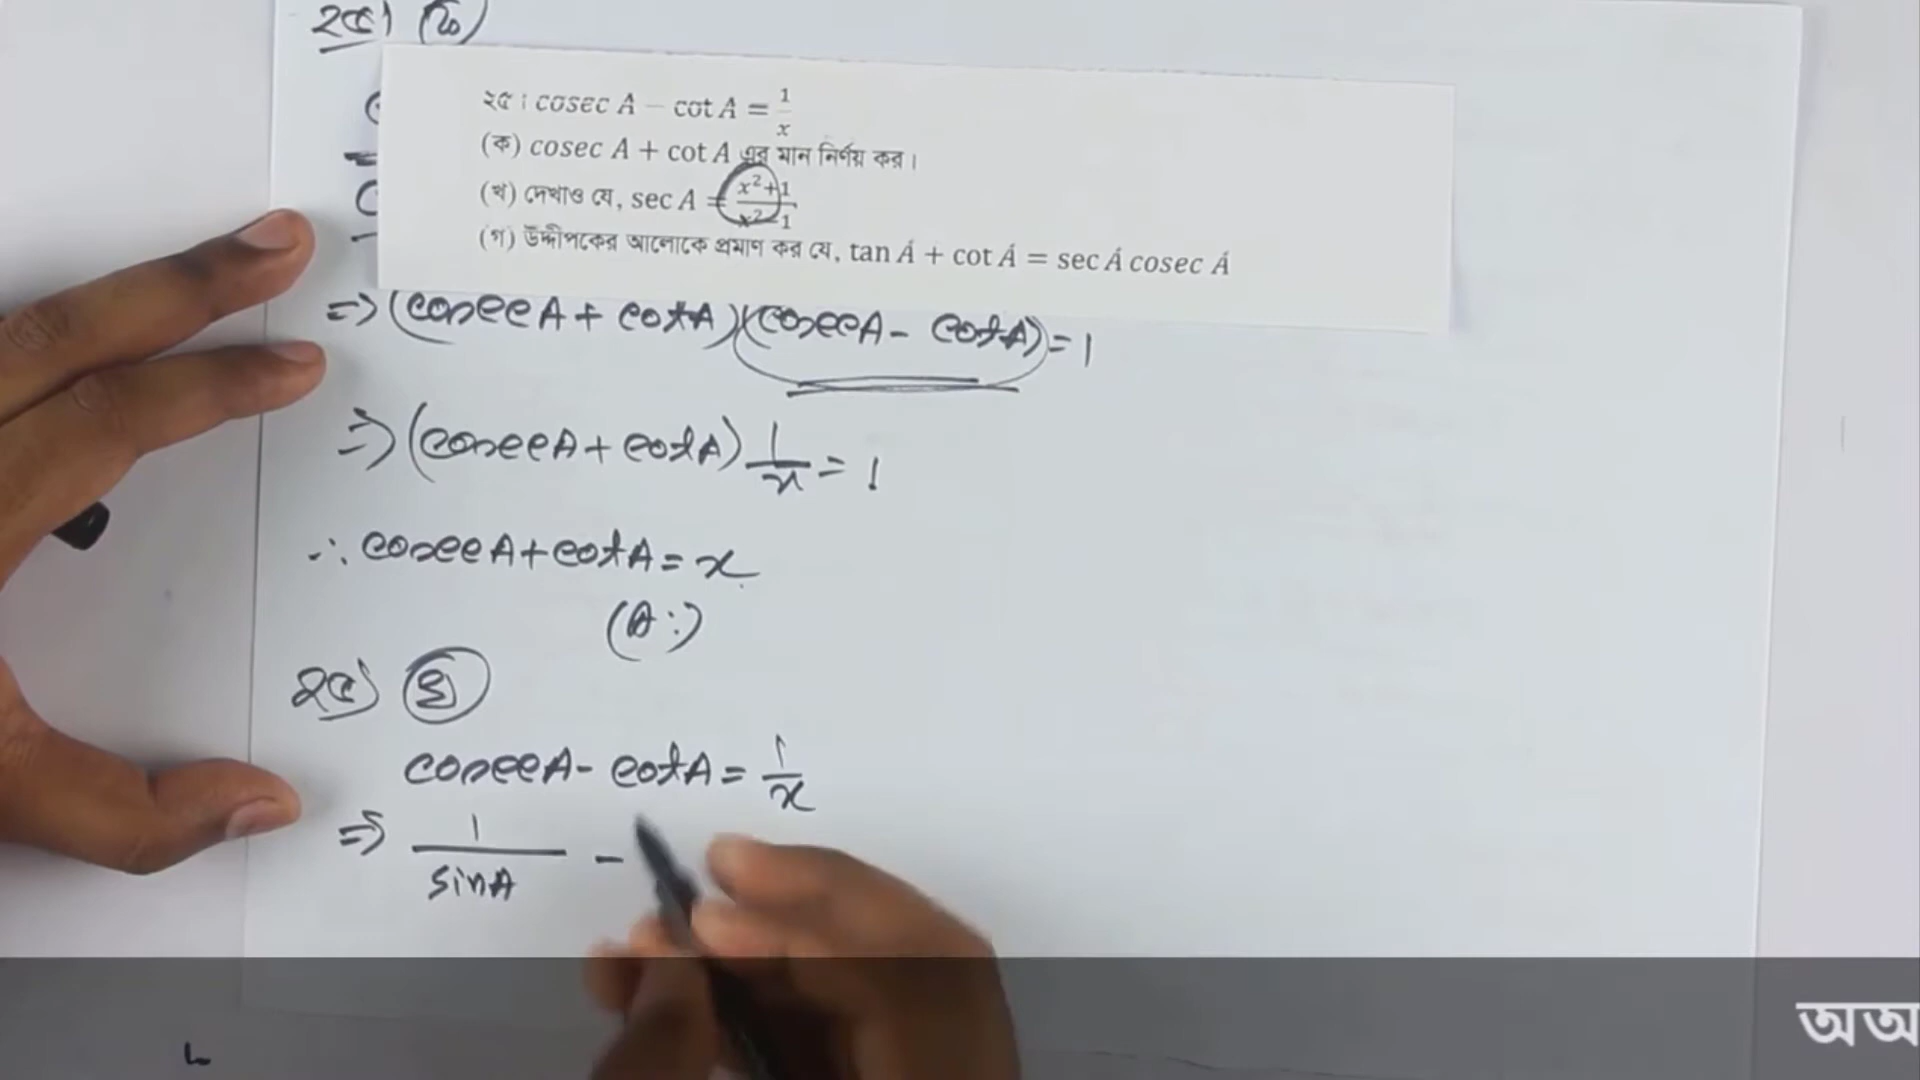 ২৫। (ক)
২৫। cosec A − cot A = 1/x
(ক) cosec A + cot A এর মান নির্ণয় কর।
(খ) দেখাও যে, sec A = x²+1/x²−1
(গ) উদ্দীপকের আলোকে প্রমাণ কর যে, tan Á + cot Á = sec Á cosec Á
=> (cosecA + cotA)(cosecA − cotA) = 1
=> (cosecA + cotA) 1/x = 1
∴ cosecA + cotA = x
(A:)
২৫) খ
cosecA − cotA = 1/x
=> 1/sinA −
অঅ